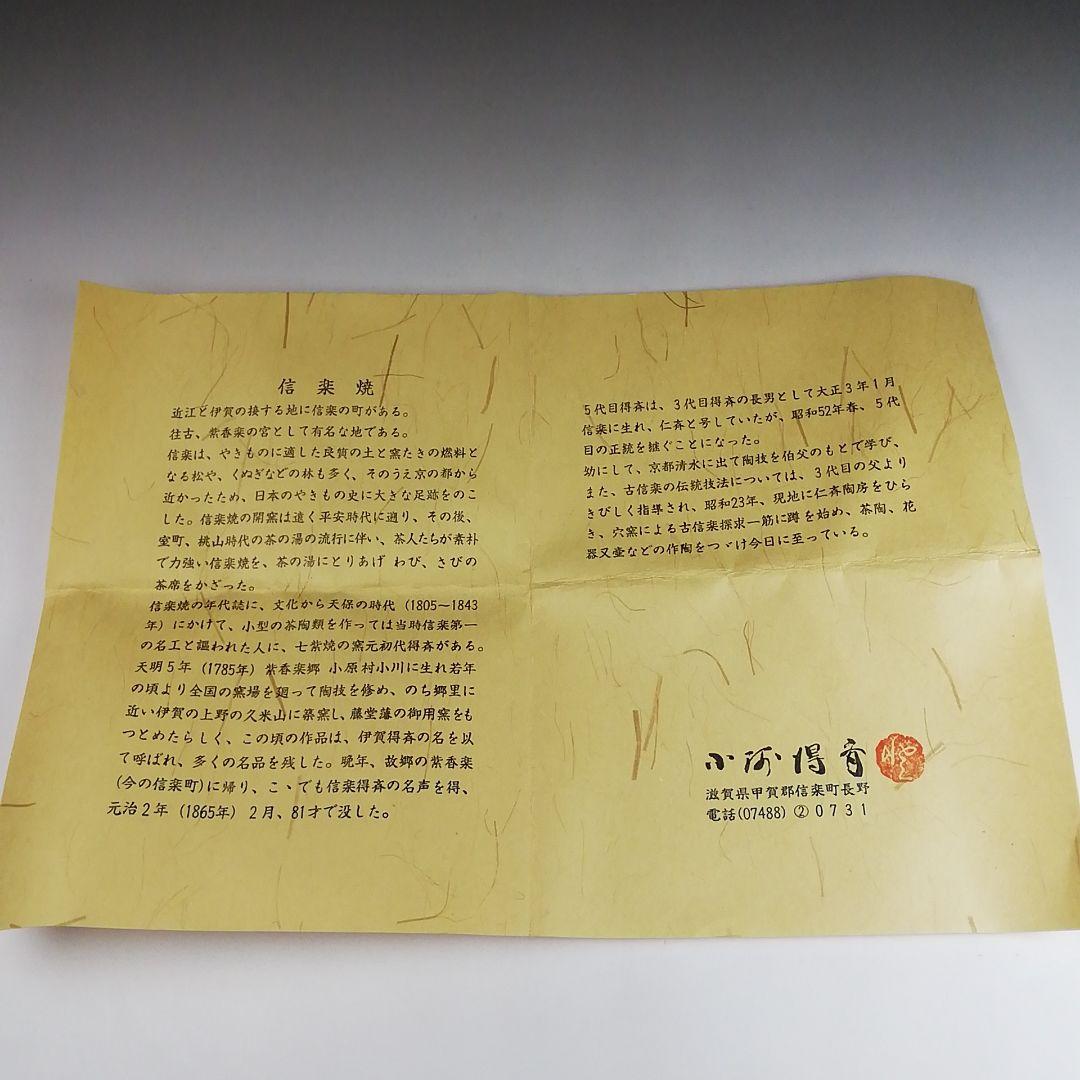 信楽焼
近江と伊賀の換する地に信楽の町がある。
往古、紫香楽の宮として有名な地である。
信楽は、やきものに適した良質の土と窯たきの燃料と
なる松や、くぬぎなどの林も多く、そのうえ京の都から
近かったため、日本のやきもの史に大きな足跡をのこ
した。信楽焼の開窯は遠く平安時代に遡り、その後、
室町、桃山時代の茶の湯の流行に伴い、茶人たちが素朴
で力強い信楽焼を、茶の湯にとりあげ わび、さびの
茶席をかざった。
信楽焼の年代誌に、文化から天保の時代（1805〜1843
年）にかけて、小型の茶陶類を作っては当時信楽第一
の名工と謳われた人に、七紫焼の窯元初代得斉がある。
天明５年（1785年）紫香楽郷 小原村小川に生れ若年
の頃より全国の窯場を廻って陶技を修め、のち郷里に
近い伊賀の上野の久米山に築窯し、藤堂藩の御用窯をも
つとめたらしく、この頃の作品は、伊賀得斉の名を以
て呼ばれ、多くの名品を残した。晩年、故郷の紫香楽
(今の信楽町)に帰り、こゝでも信楽得斉の名声を得、
元治２年（1865年）２月、81才で没した。
５代目得斉は、３代目得斉の長男として大正３年１月
信楽に生れ、仁斉と号していたが、昭和52年春、５代
目の正統を継ぐことになった。
幼にして、京都清水に出て陶技を伯父のもとで学び、
また、古信楽の伝統技法については、３代目の父より
きびしく指導され、昭和23年、現地に仁斉陶房をひら
き、穴窯による古信楽探求一筋に蹲を始め、茶陶、花
器又壷などの作陶をつゞけ今日に至っている。
小河得斉
滋賀県甲賀郡信楽町長野
電話(07488) ②０７３１